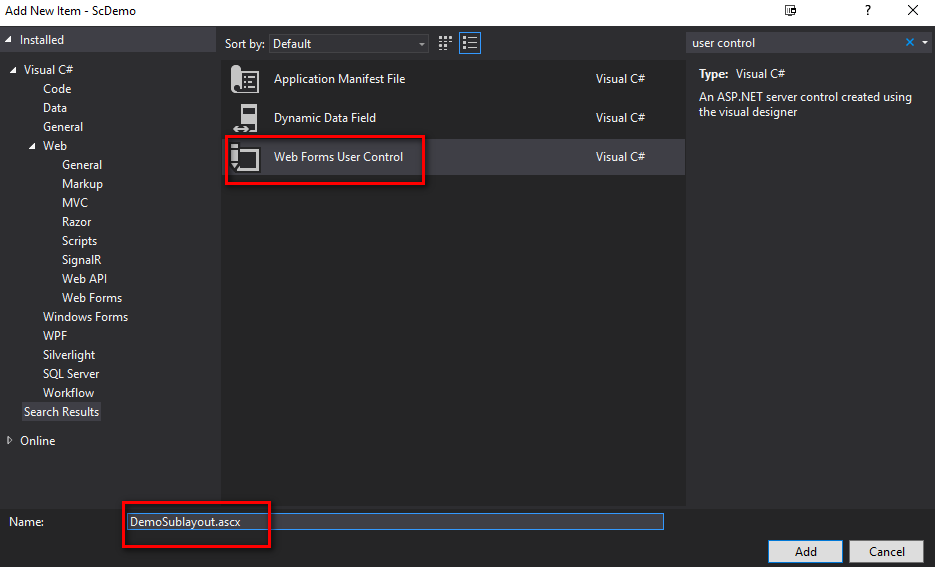 Add New Item - ScDemo
?
Installed
Sort by: Default
user control
Visual C#
Code
Data
General
Web
General
Markup
MVC
Razor
Scripts
SignalR
Web API
Web Forms
Windows Forms
WPF
Silverlight
SQL Server
Workflow
Search Results
Online
Application Manifest File Visual C#
Dynamic Data Field Visual C#
Web Forms User Control Visual C#
Type: Visual C#
An ASP.NET server control created using
the visual designer
Name: DemoSublayout.ascx
Add Cancel